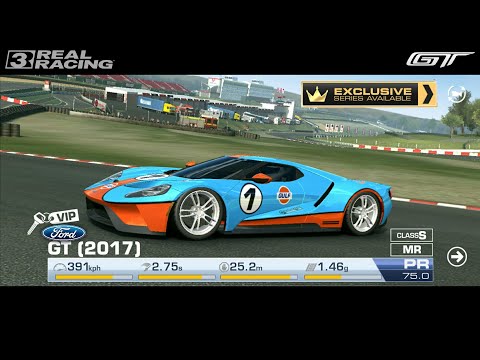 3 REAL RACING
GT
EXCLUSIVE
SERIES AVAILABLE
1
GULF
VIP
Ford
GT (2017)
CLASS S
MR
PR
75.0
391kph
2.75s
25.2m
1.46g